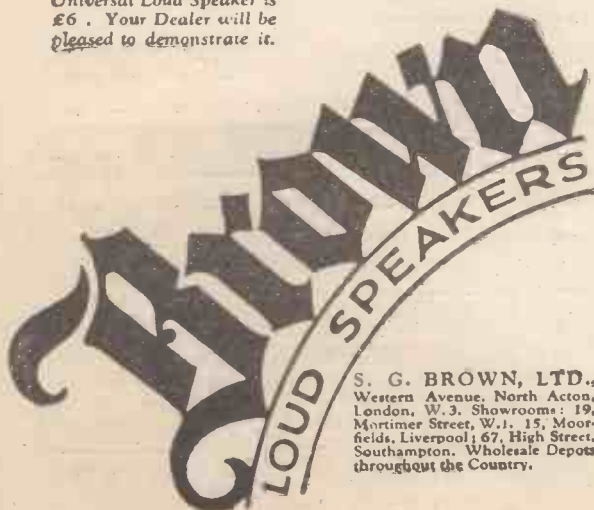 Universal Loud Speaker is
£6 . Your Dealer will be
pleased to demonstrate it.
Brown
LOUD SPEAKERS
S. G. BROWN, LTD.,
Western Avenue, North Acton,
London, W.3. Showrooms: 19,
Mortimer Street, W.1. 15, Moor-
fields, Liverpool; 67, High Street,
Southampton. Wholesale Depots
throughout the Country.